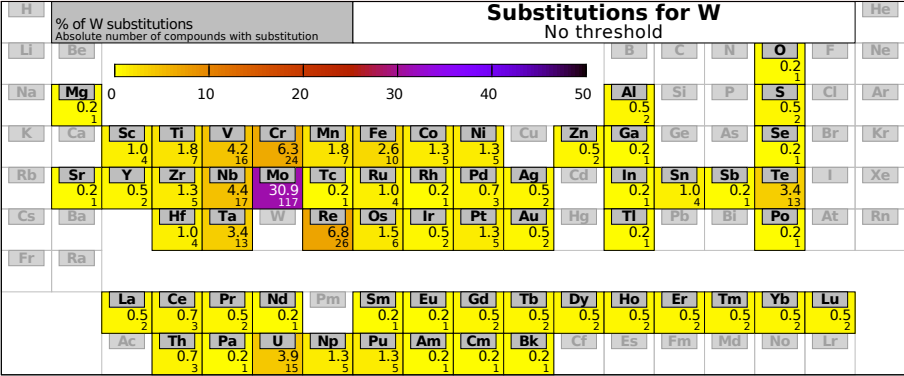 H He
% of W substitutions
Absolute number of compounds with substitution
Substitutions for W
No threshold
Li Be B C N O F Ne
0.2
1
0 10 20 30 40 50
Na Mg Al Si P S Cl Ar
0.2 0.5 0.5
1 2 2
K Ca Sc Ti V Cr Mn Fe Co Ni Cu Zn Ga Ge As Se Br Kr
1.0 1.8 4.2 6.3 1.8 2.6 1.3 1.3 0.5 0.2 0.2
4 7 16 24 7 10 5 5 2 1 1
Rb Sr Y Zr Nb Mo Tc Ru Rh Pd Ag Cd In Sn Sb Te I Xe
0.2 0.5 1.3 4.4 30.9 0.2 1.0 0.2 0.7 0.5 0.2 1.0 0.2 3.4
1 2 5 17 117 1 4 1 3 2 1 4 1 13
Cs Ba Hf Ta W Re Os Ir Pt Au Hg Tl Pb Bi Po At Rn
1.0 3.4 6.8 1.5 0.5 1.3 0.5 0.2 0.2
4 13 26 6 2 5 2 1 1
Fr Ra
La Ce Pr Nd Pm Sm Eu Gd Tb Dy Ho Er Tm Yb Lu
0.5 0.7 0.5 0.2 0.2 0.2 0.5 0.5 0.5 0.5 0.5 0.5 0.5 0.5
2 3 2 1 1 1 2 2 2 2 2 2 2 2
Ac Th Pa U Np Pu Am Cm Bk Cf Es Fm Md No Lr
0.7 0.2 3.9 1.3 1.3 0.2 0.2 0.2
3 1 15 5 5 1 1 1